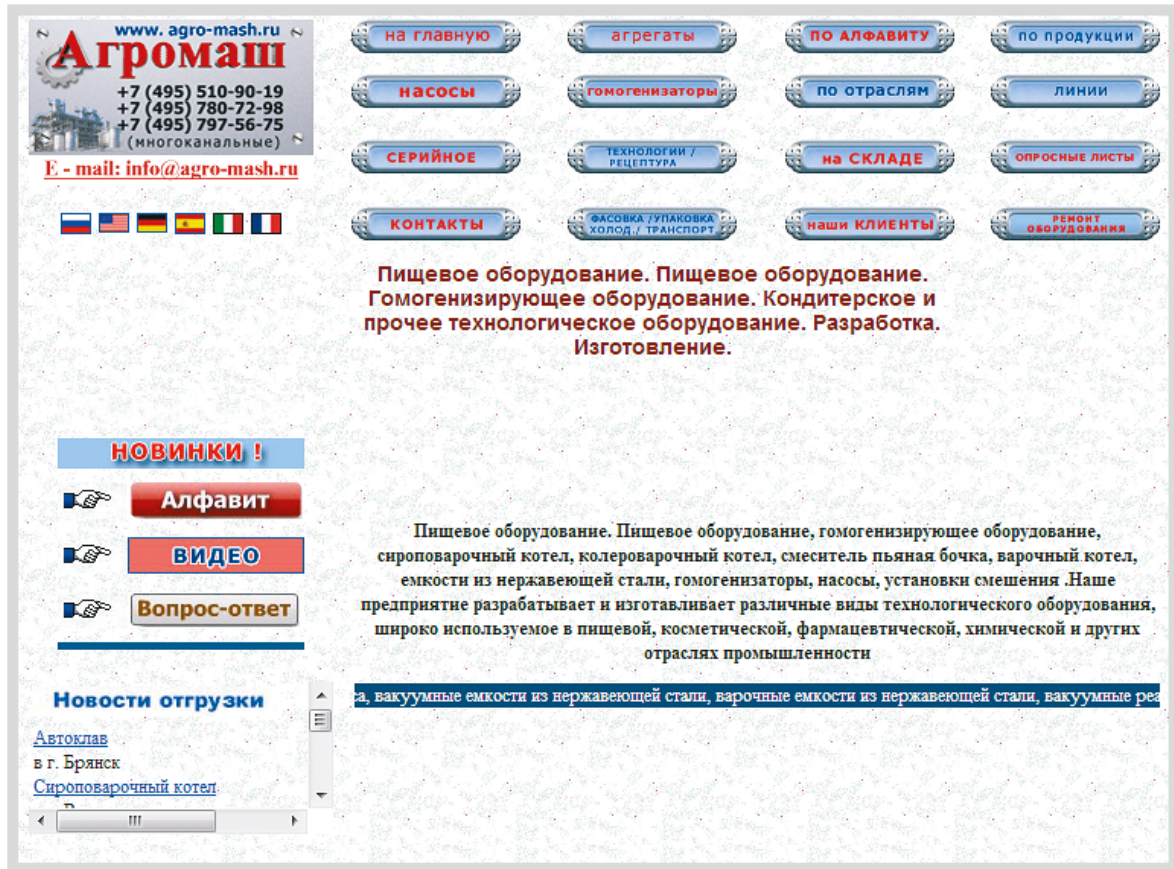 www. agro-mash.ru
Агромаш
+7 (495) 510-90-19
+7 (495) 780-72-98
+7 (495) 797-56-75
(многоканальные)
E - mail: info@agro-mash.ru
на главную
агрегаты
ПО АЛФАВИТУ
по продукции
насосы
гомогенизаторы
по отраслям
линии
СЕРИЙНОЕ
ТЕХНОЛОГИИ /
РЕЦЕПТУРА
на СКЛАДЕ
ОПРОСНЫЕ ЛИСТЫ
КОНТАКТЫ
ФАСОВКА /УПАКОВКА
ХОЛОД./ ТРАНСПОРТ
наши КЛИЕНТЫ
РЕМОНТ
ОБОРУДОВАНИЯ
Пищевое оборудование. Пищевое оборудование.
Гомогенизирующее оборудование. Кондитерское и
прочее технологическое оборудование. Разработка.
Изготовление.
НОВИНКИ !
Алфавит
ВИДЕО
Вопрос-ответ
Пищевое оборудование. Пищевое оборудование, гомогенизирующее оборудование,
сироповарочный котел, колероварочный котел, смеситель пьяная бочка, варочный котел,
емкости из нержавеющей стали, гомогенизаторы, насосы, установки смешения .Наше
предприятие разрабатывает и изготавливает различные виды технологического оборудования,
широко используемое в пищевой, косметической, фармацевтической, химической и других
отраслях промышленности
са, вакуумные емкости из нержавеющей стали, варочные емкости из нержавеющей стали, вакуумные реа
Новости отгрузки
Автоклав
в г. Брянск
Сироповарочный котел